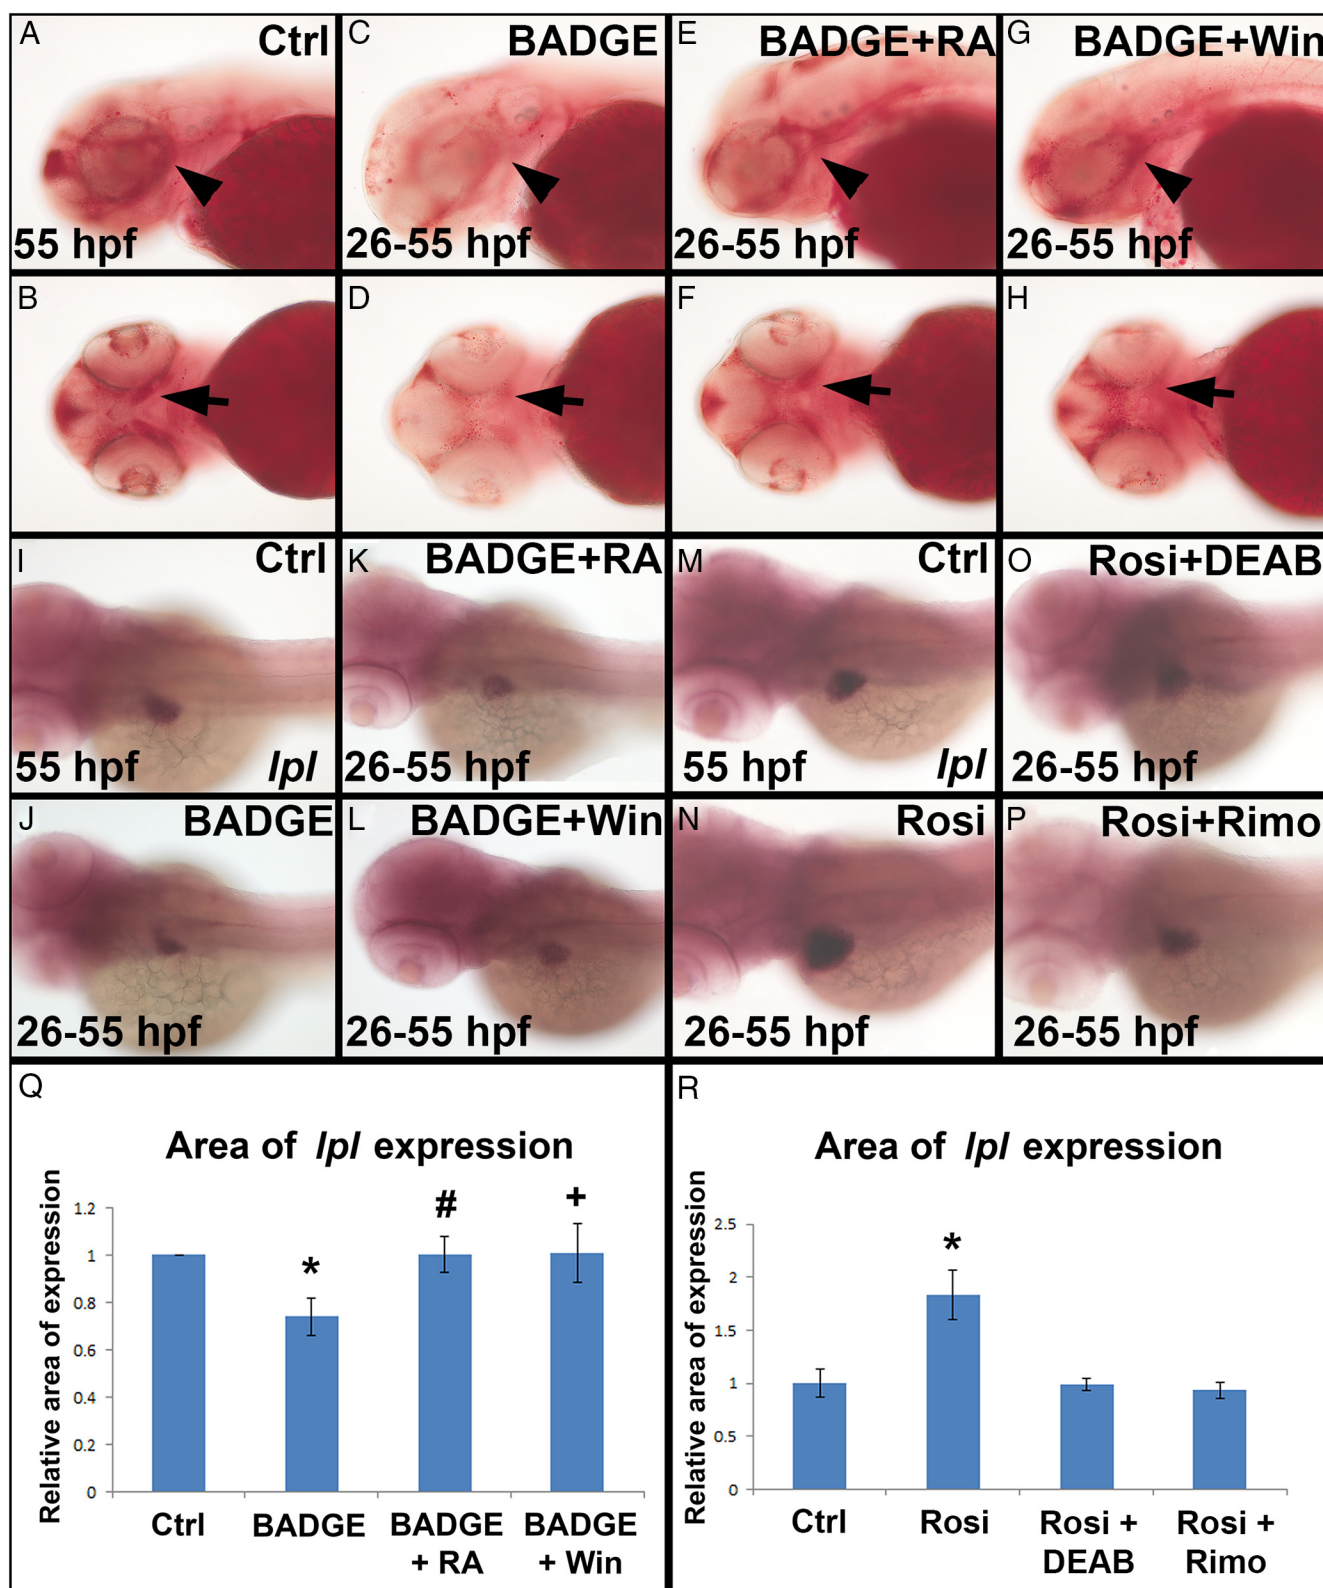 A Ctrl
55 hpf
C BADGE
26-55 hpf
E BADGE+RA
26-55 hpf
G BADGE+Win
26-55 hpf
B
D
F
H
I Ctrl
55 hpf lpl
K BADGE+RA
26-55 hpf
M Ctrl
55 hpf lpl
O Rosi+DEAB
26-55 hpf
J BADGE
26-55 hpf
L BADGE+Win
26-55 hpf
N Rosi
26-55 hpf
P Rosi+Rimo
26-55 hpf
Q
Area of lpl expression
Relative area of expression
1.2
1
0.8
0.6
0.4
0.2
0
*
#
+
Ctrl
BADGE
BADGE
+ RA
BADGE
+ Win
R
Area of lpl expression
Relative area of expression
2.5
2
1.5
1
0.5
0
*
Ctrl
Rosi
Rosi +
DEAB
Rosi +
Rimo